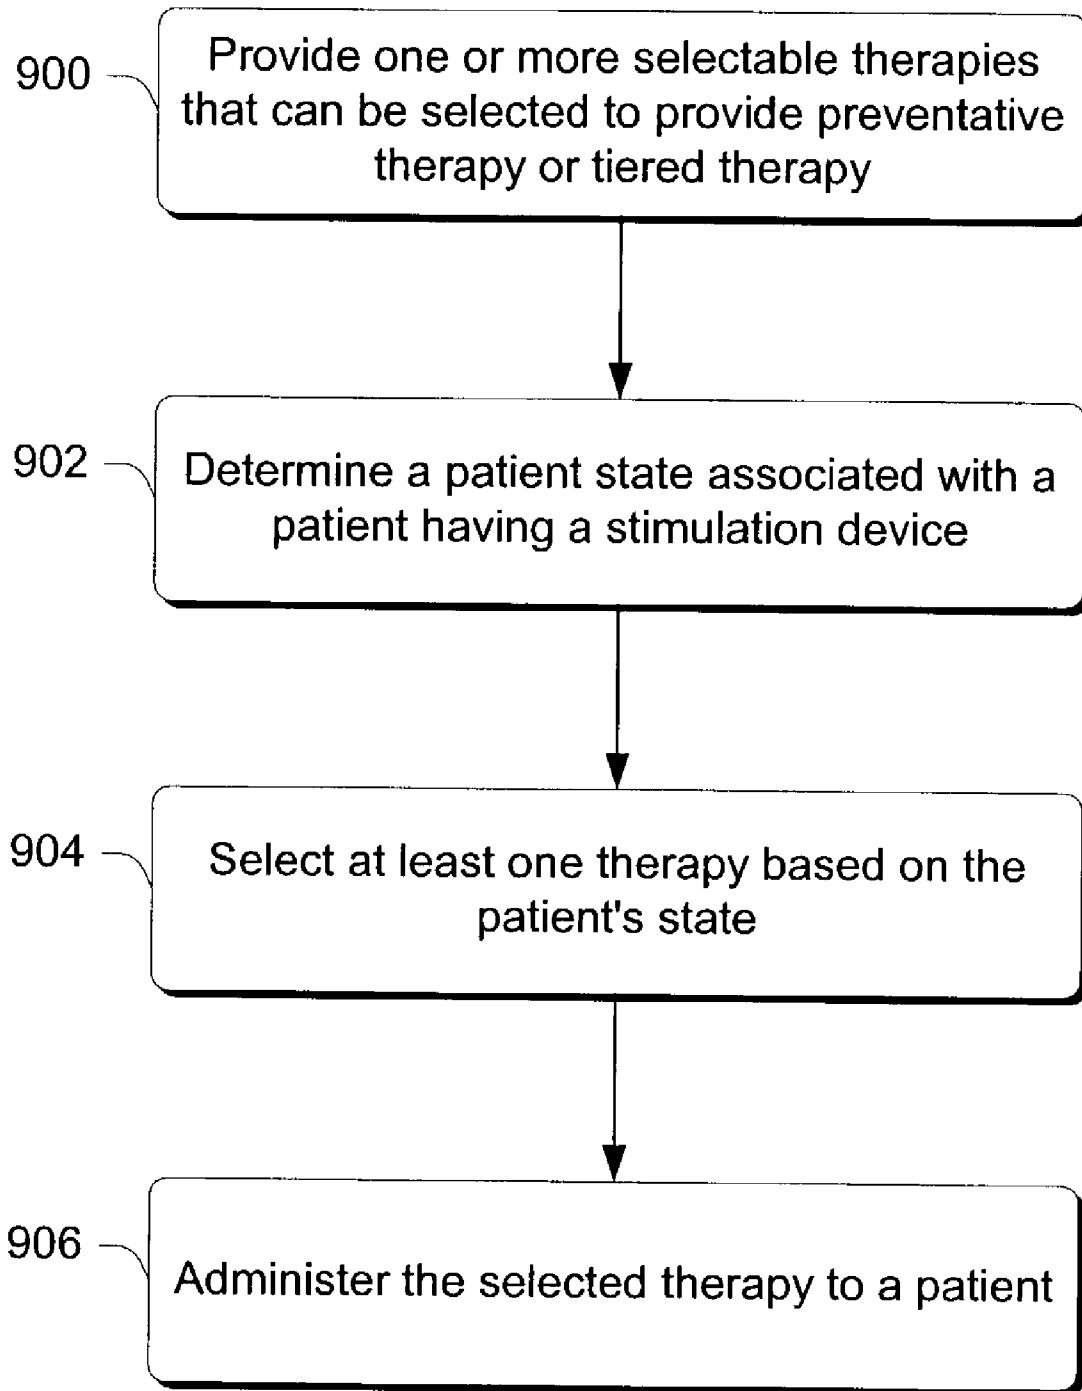 900
Provide one or more selectable therapies
that can be selected to provide preventative
therapy or tiered therapy
902
Determine a patient state associated with a
patient having a stimulation device
904
Select at least one therapy based on the
patient's state
906
Administer the selected therapy to a patient